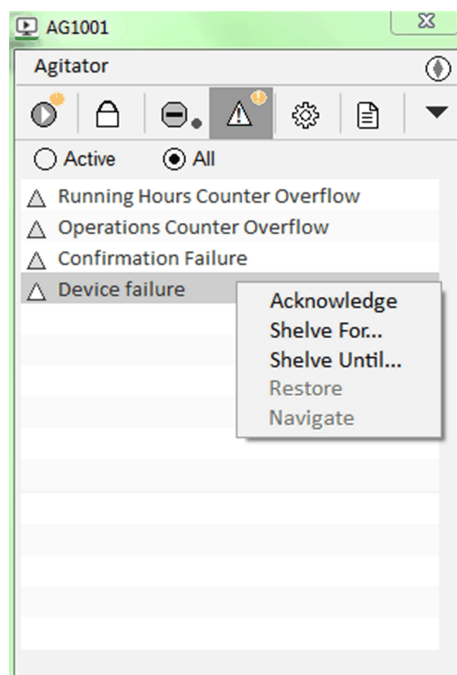 AG1001
Agitator
Active All
Running Hours Counter Overflow
Operations Counter Overflow
Confirmation Failure
Device failure
Acknowledge
Shelve For...
Shelve Until...
Restore
Navigate